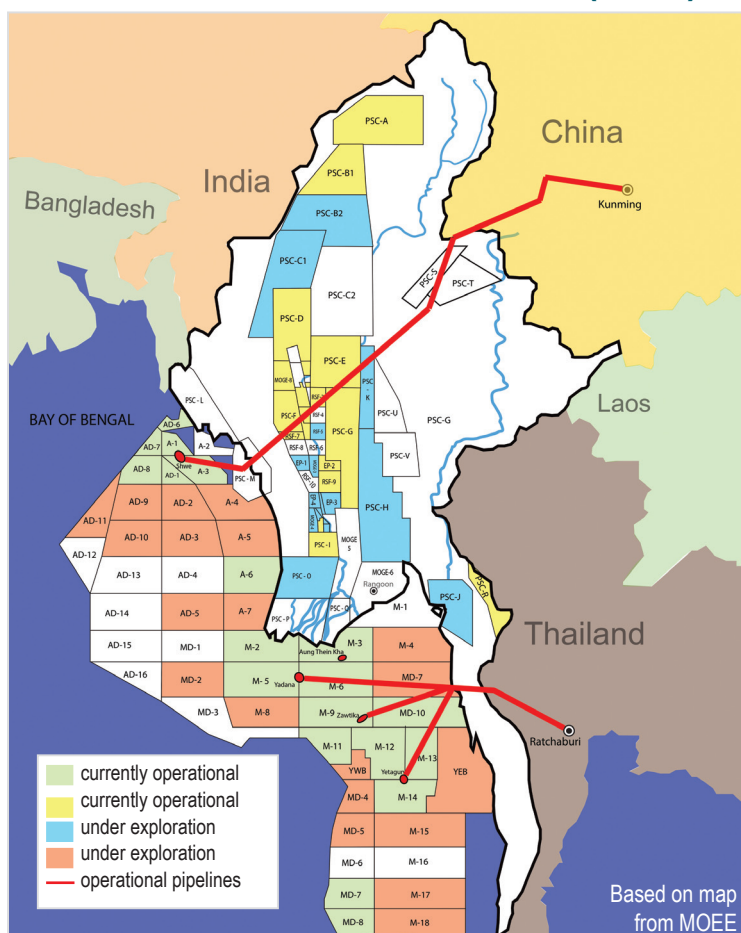 PSC-A
China
PSC-B1
India
Kunming
Bangladesh
PSC-B2
PSC-C1
PSC-S
PSC-T
PSC-C2
PSC-D
PSC-E
MOGE-R
PSC-K
Laos
PSC-L
RSF-4
PSC-F
PSC-U
PSC-G
PSC-G
BAY OF BENGAL
AD-6
RSF-7
AD-7
A-1
A-2
RSF-8
RSF-6
PSC-V
Shwe
EP-1
EP-2
AD-8
AD-1
A-3
PSC-M
RSF-10
RSF-9
AD-9
AD-2
A-4
EP-3
PSC-H
AD-11
AD-10
AD-3
A-5
PSC-I
MOGE
5
AD-12
AD-13
AD-4
A-6
PSC-O
MOGE-6
PSC-R
Rangoon
PSC-J
AD-14
AD-5
A-7
PSC-P
PSC-Q
M-1
Thailand
AD-15
MD-1
M-2
M-3
M-4
Aung Thein Kha
AD-16
MD-2
M-5
Yadana
M-6
MD-7
MD-3
M-8
M-9
Zawtika
MD-10
Ratchaburi
M-11
M-12
M-13
YWB
Yetagun
YEB
MD-4
M-14
MD-5
M-15
MD-6
M-16
MD-7
M-17
MD-8
M-18
currently operational
currently operational
under exploration
under exploration
operational pipelines
Based on map
from MOEE